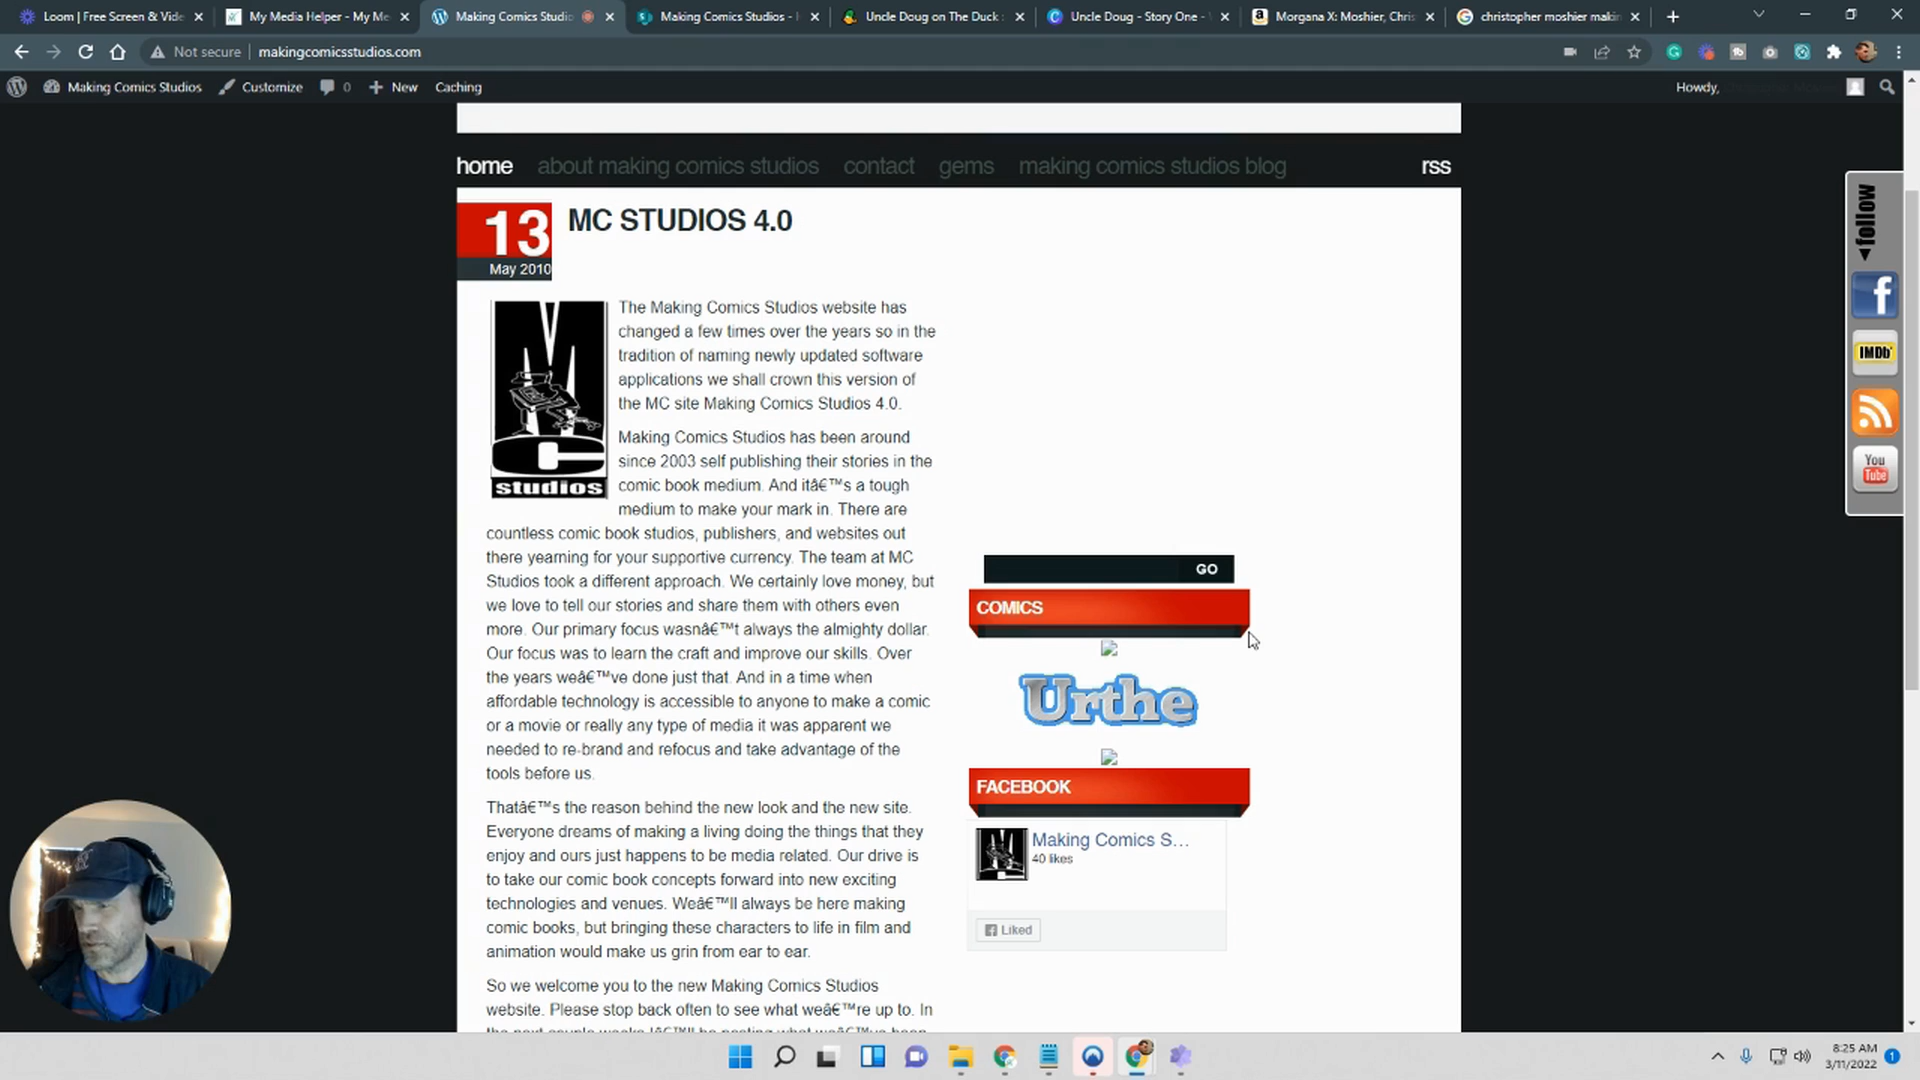 Loom | Free Screen & Vide
My Media Helper - My Me
Making Comics Studio
Making Comics Studios -
Uncle Doug on The Duck
Uncle Doug - Story One -
Morgana X: Moshier, Chris
christopher moshier maki
Not secure | makingcomicsstudios.com
Making Comics Studios Customize 0 New Caching
Howdy,
home about making comics studios contact gems making comics studios blog rss
13
May 2010
MC STUDIOS 4.0
M
C
studios
The Making Comics Studios website has
changed a few times over the years so in the
tradition of naming newly updated software
applications we shall crown this version of
the MC site Making Comics Studios 4.0.
Making Comics Studios has been around
since 2003 self publishing their stories in the
comic book medium. And itâ€™s a tough
medium to make your mark in. There are
countless comic book studios, publishers, and websites out
there yearning for your supportive currency. The team at MC
Studios took a different approach. We certainly love money, but
we love to tell our stories and share them with others even
more. Our primary focus wasnâ€™t always the almighty dollar.
Our focus was to learn the craft and improve our skills. Over
the years weâ€™ve done just that. And in a time when
affordable technology is accessible to anyone to make a comic
or a movie or really any type of media it was apparent we
needed to re-brand and refocus and take advantage of the
tools before us.
Thatâ€™s the reason behind the new look and the new site.
Everyone dreams of making a living doing the things that they
enjoy and ours just happens to be media related. Our drive is
to take our comic book concepts forward into new exciting
technologies and venues. Weâ€™ll always be here making
comic books, but bringing these characters to life in film and
animation would make us grin from ear to ear.
So we welcome you to the new Making Comics Studios
website. Please stop back often to see what weâ€™re up to. In
GO
COMICS
Urthe
FACEBOOK
Making Comics S...
40 likes
Liked
follow
f
IMDb
You
Tube
8:25 AM
3/11/2022
1